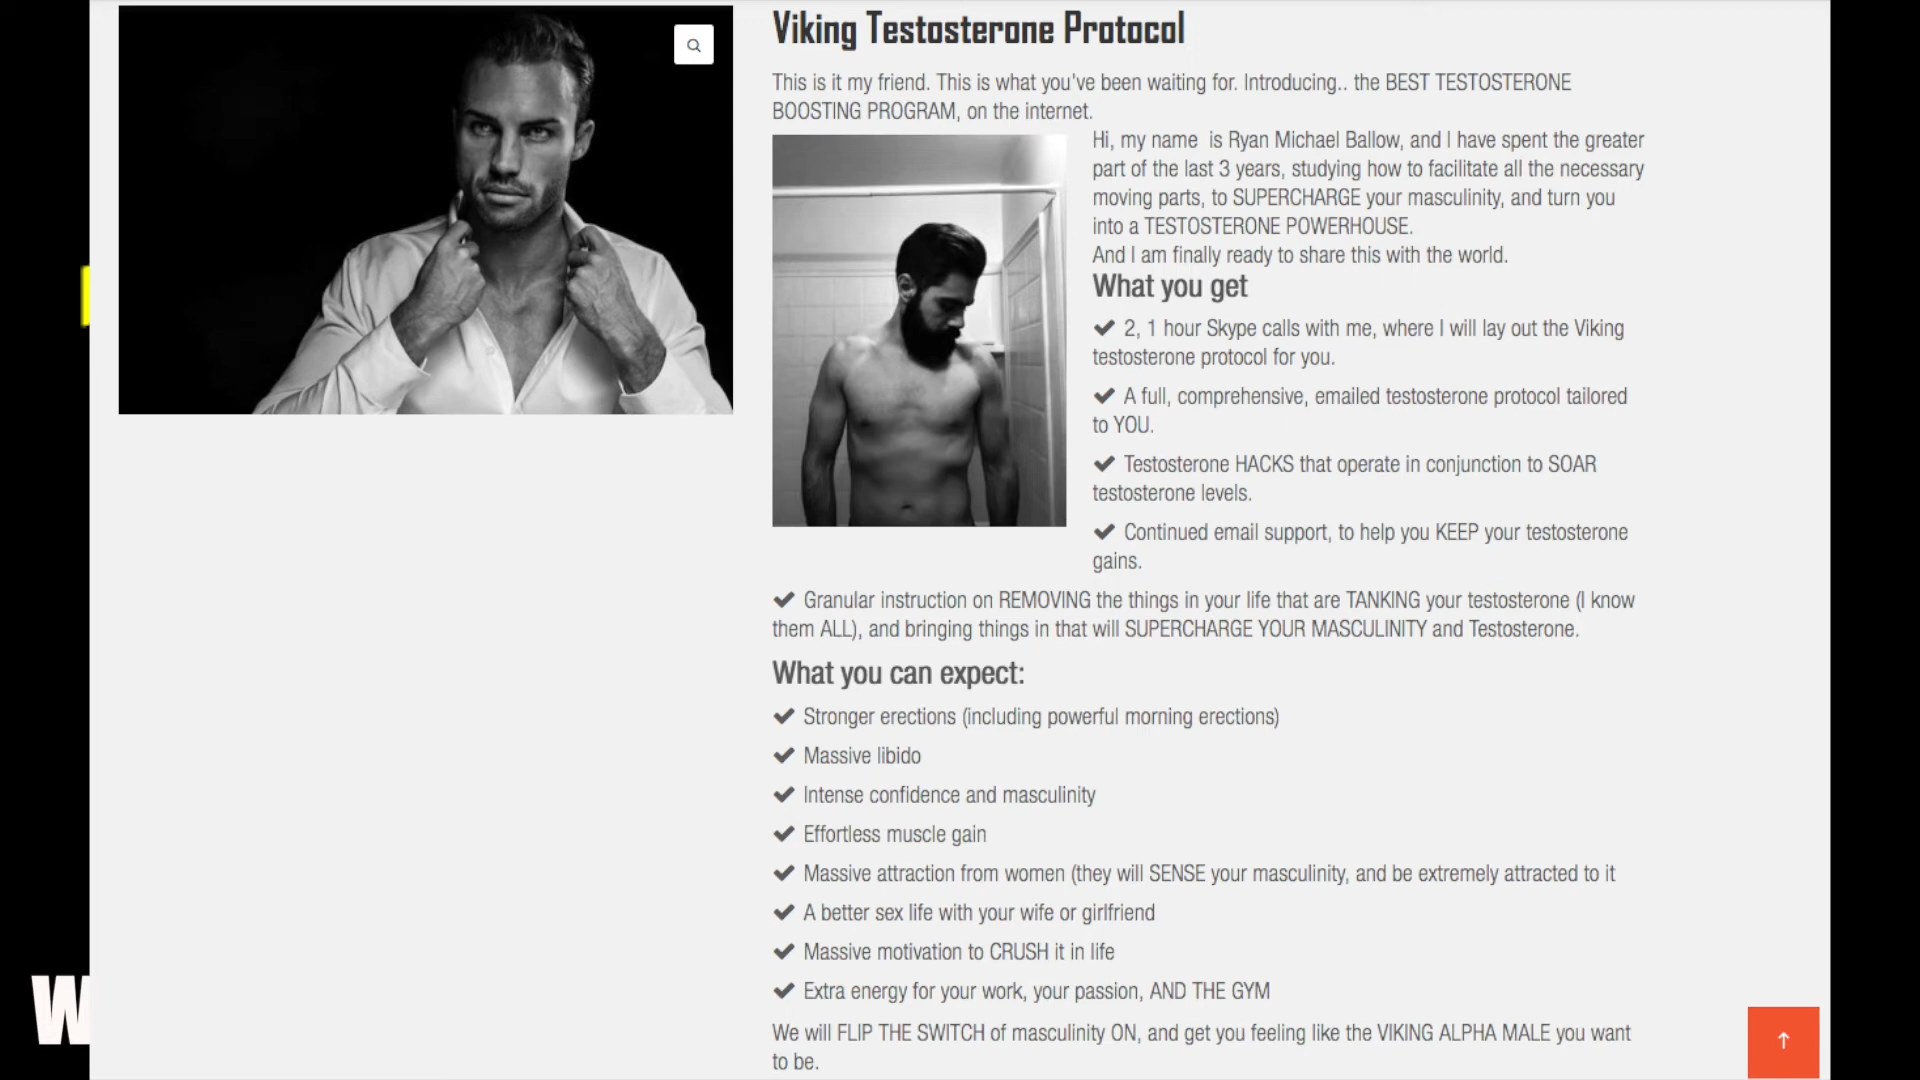 Viking Testosterone Protocol
This is it my friend. This is what you've been waiting for. Introducing.. the BEST TESTOSTERONE
BOOSTING PROGRAM, on the internet.
Hi, my name is Ryan Michael Ballow, and I have spent the greater
part of the last 3 years, studying how to facilitate all the necessary
moving parts, to SUPERCHARGE your masculinity, and turn you
into a TESTOSTERONE POWERHOUSE.
And I am finally ready to share this with the world.
What you get
2, 1 hour Skype calls with me, where I will lay out the Viking
testosterone protocol for you.
A full, comprehensive, emailed testosterone protocol tailored
to YOU.
Testosterone HACKS that operate in conjunction to SOAR
testosterone levels.
Continued email support, to help you KEEP your testosterone
gains.
Granular instruction on REMOVING the things in your life that are TANKING your testosterone (I know
them ALL), and bringing things in that will SUPERCHARGE YOUR MASCULINITY and Testosterone.
What you can expect:
Stronger erections (including powerful morning erections)
Massive libido
Intense confidence and masculinity
Effortless muscle gain
Massive attraction from women (they will SENSE your masculinity, and be extremely attracted to it
A better sex life with your wife or girlfriend
Massive motivation to CRUSH it in life
Extra energy for your work, your passion, AND THE GYM
We will FLIP THE SWITCH of masculinity ON, and get you feeling like the VIKING ALPHA MALE you want
to be.
W